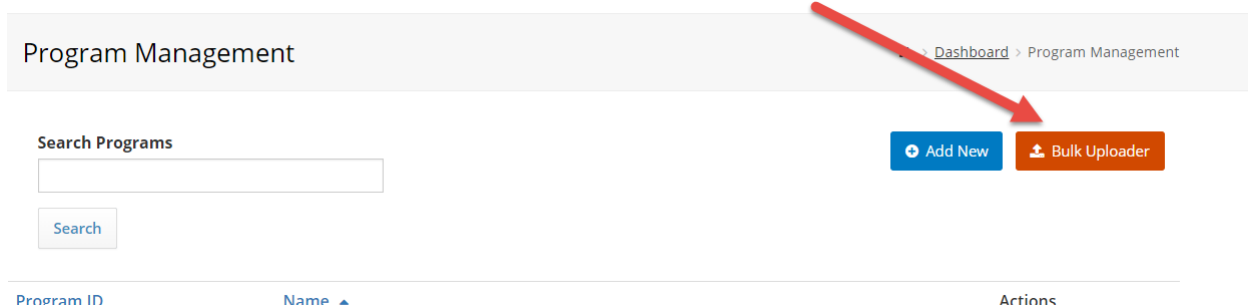 Program Management
> Dashboard > Program Management
Search Programs
Add New
Bulk Uploader
Search
Program ID Name Actions